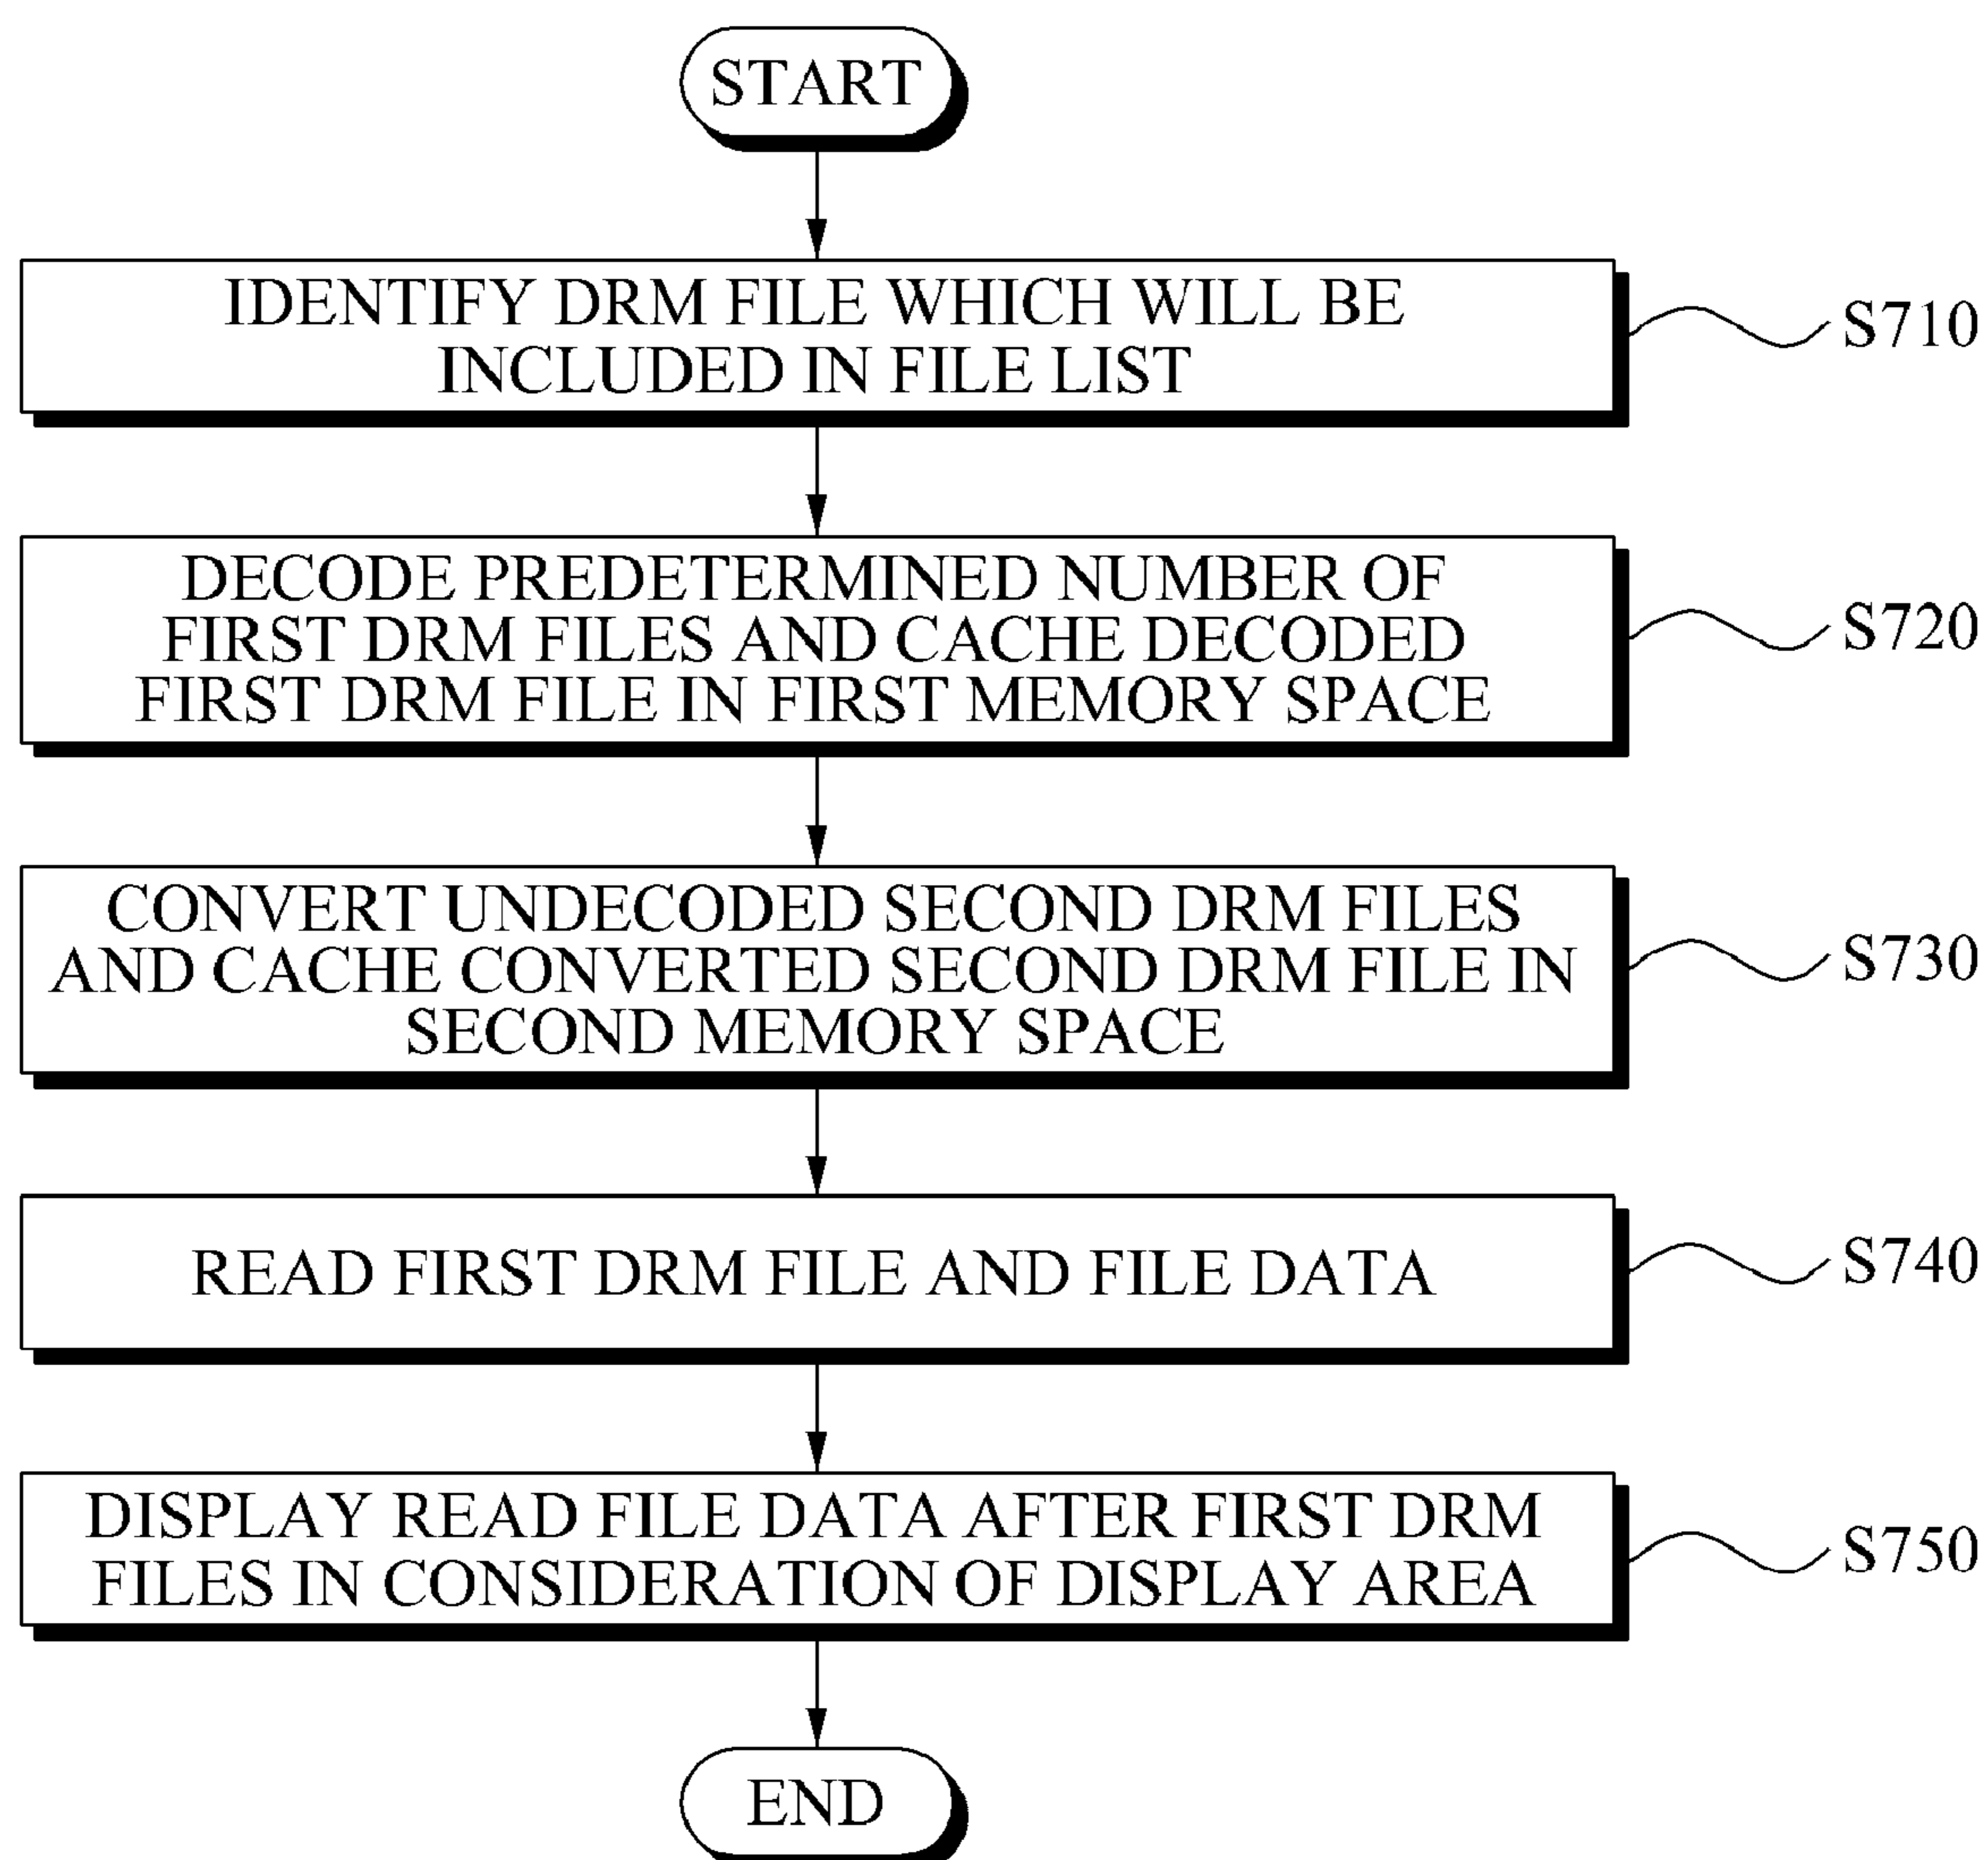 START
IDENTIFY DRM FILE WHICH WILL BE
INCLUDED IN FILE LIST
S710
DECODE PREDETERMINED NUMBER OF
FIRST DRM FILES AND CACHE DECODED
FIRST DRM FILE IN FIRST MEMORY SPACE
S720
CONVERT UNDECODED SECOND DRM FILES
AND CACHE CONVERTED SECOND DRM FILE IN
SECOND MEMORY SPACE
S730
READ FIRST DRM FILE AND FILE DATA
S740
DISPLAY READ FILE DATA AFTER FIRST DRM
FILES IN CONSIDERATION OF DISPLAY AREA
S750
END